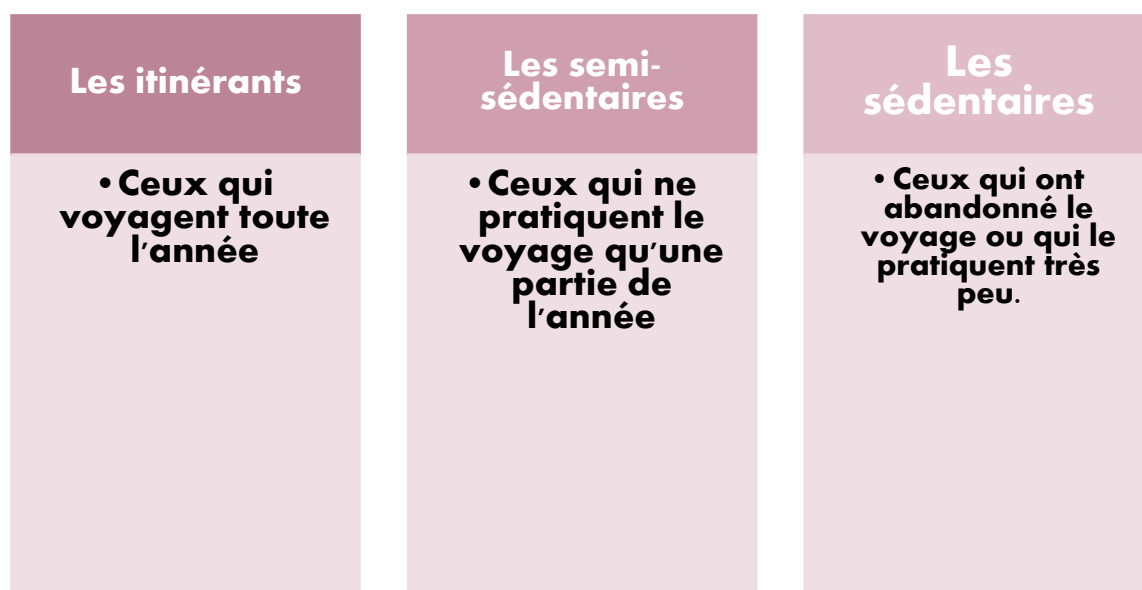 Les itinérants
• Ceux qui
voyagent toute
l'année
Les semi-
sédentaires
• Ceux qui ne
pratiquent le
voyage qu'une
partie de
l'année
Les
sédentaires
• Ceux qui ont
abandonné le
voyage ou qui le
pratiquent très
peu.